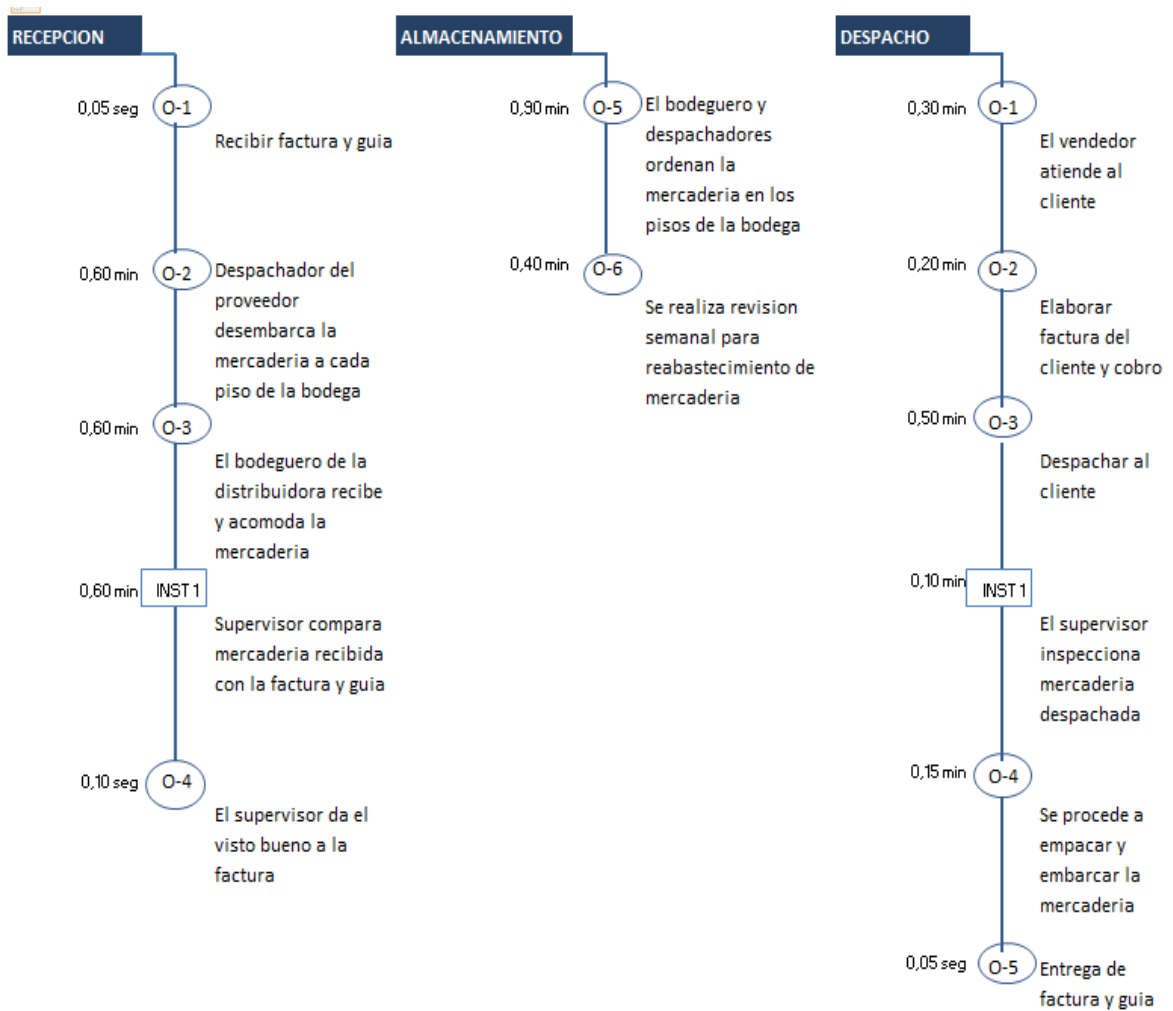 RECEPCION
0,05 seg
O-1
Recibir factura y guia
0,60 min
O-2
Despachador del
proveedor
desembarca la
mercaderia a cada
piso de la bodega
0,60 min
O-3
El bodeguero de la
distribuidora recibe
y acomoda la
mercaderia
0,60 min
INST 1
Supervisor compara
mercaderia recibida
con la factura y guia
0,10 seg
O-4
El supervisor da el
visto bueno a la
factura
ALMACENAMIENTO
0,90 min
O-5
El bodeguero y
despachadores
ordenan la
mercaderia en los
pisos de la bodega
0,40 min
O-6
Se realiza revision
semanal para
reabastecimiento de
mercaderia
DESPACHO
0,30 min
O-1
El vendedor
atiende al
cliente
0,20 min
O-2
Elaborar
factura del
cliente y cobro
0,50 min
O-3
Despachar al
cliente
0,10 min
INST 1
El supervisor
inspecciona
mercaderia
despachada
0,15 min
O-4
Se procede a
empacar y
embarcar la
mercaderia
0,05 seg
O-5
Entrega de
factura y guia